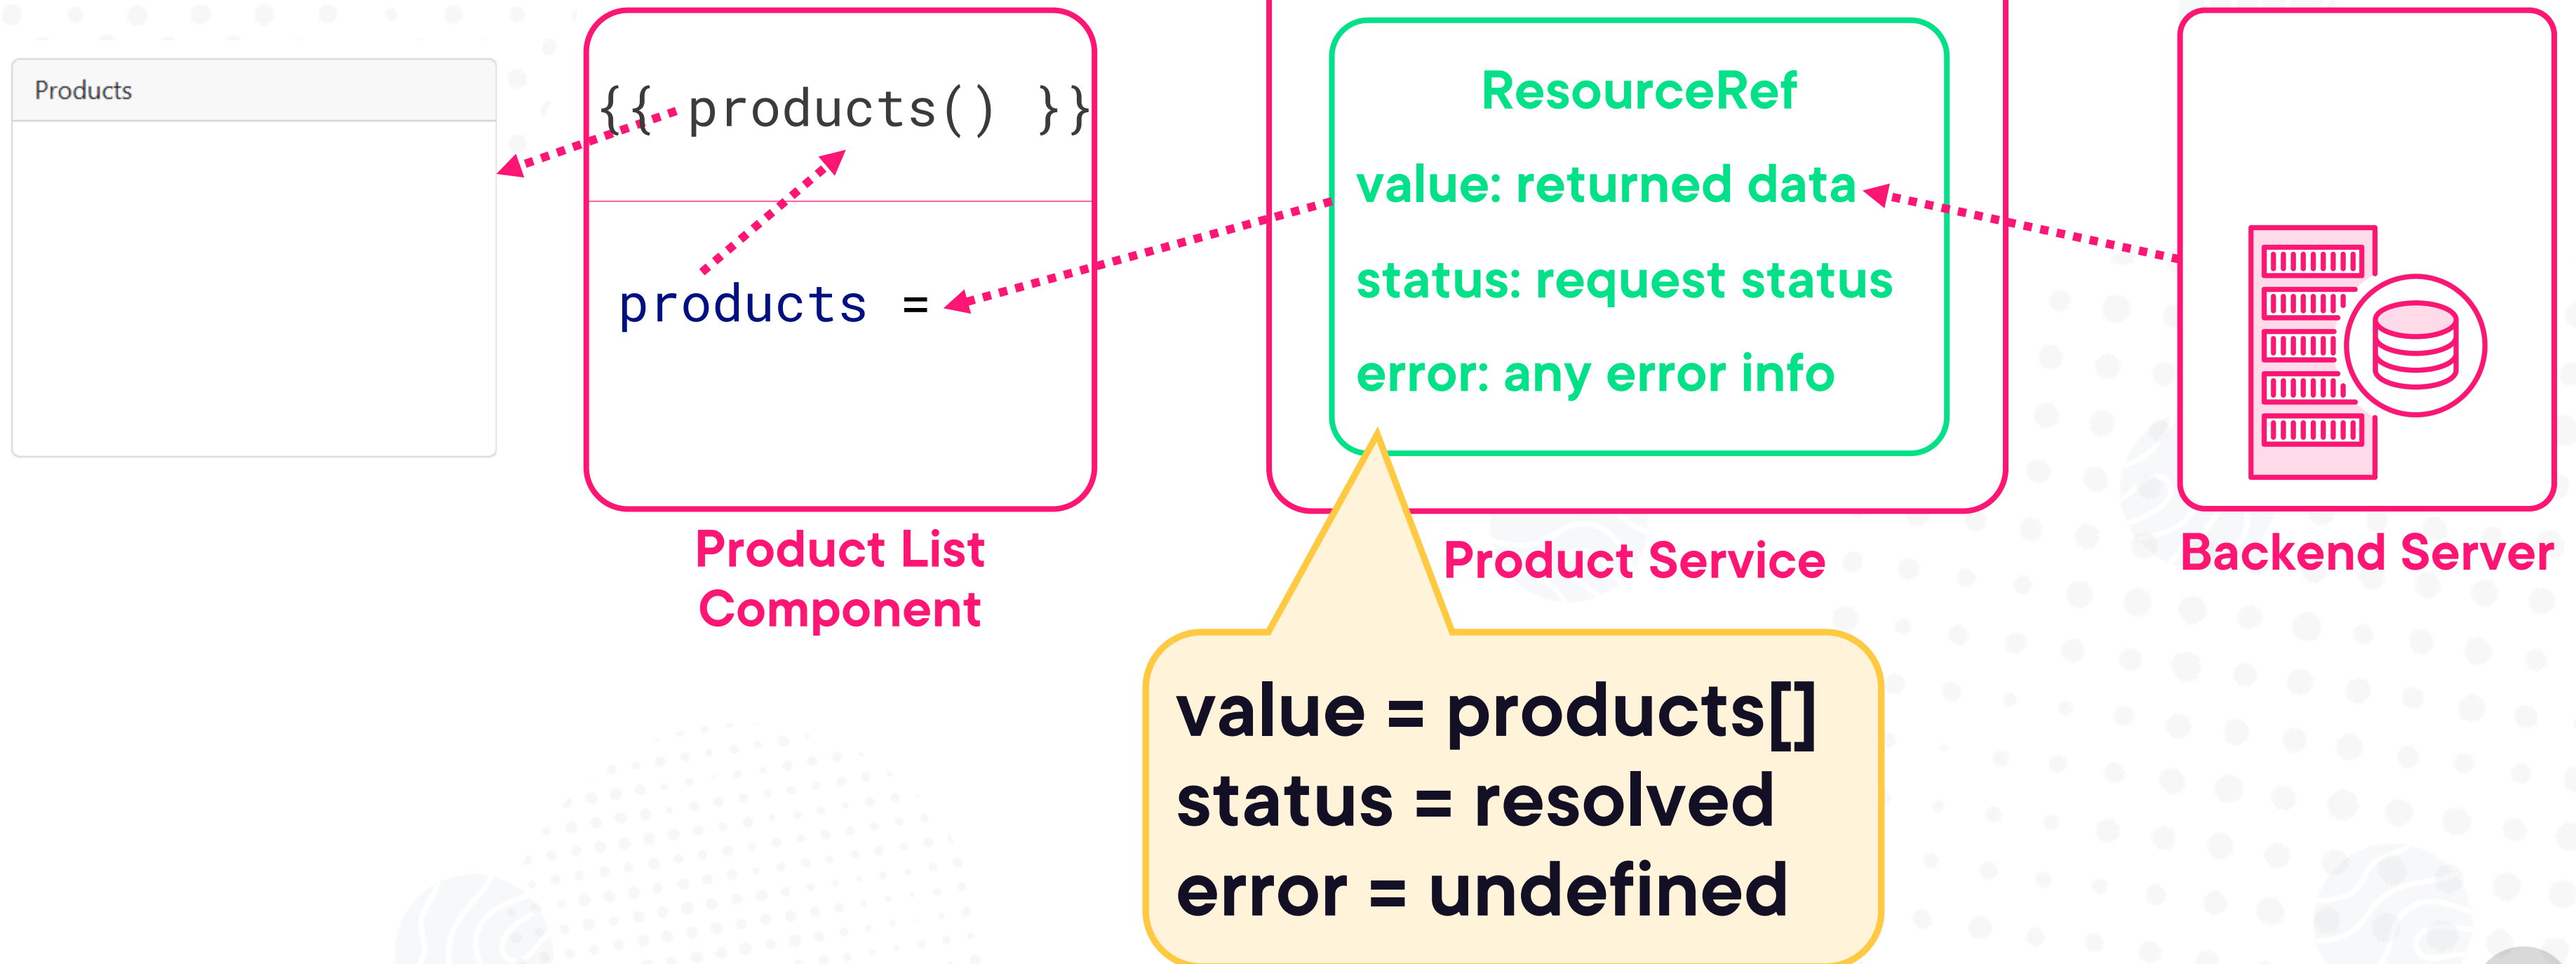 Products
{{ products() }}
products =
Product List
Component
ResourceRef
value: returned data
status: request status
error: any error info
Product Service
value = products[]
status = resolved
error = undefined
Backend Server